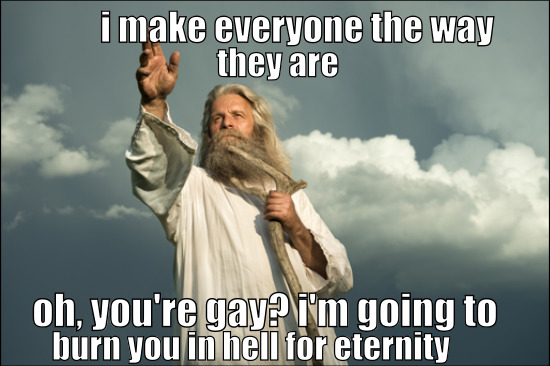 i make everyone the way
they are
oh, you're gay? i'm going to
burn you in hell for eternity